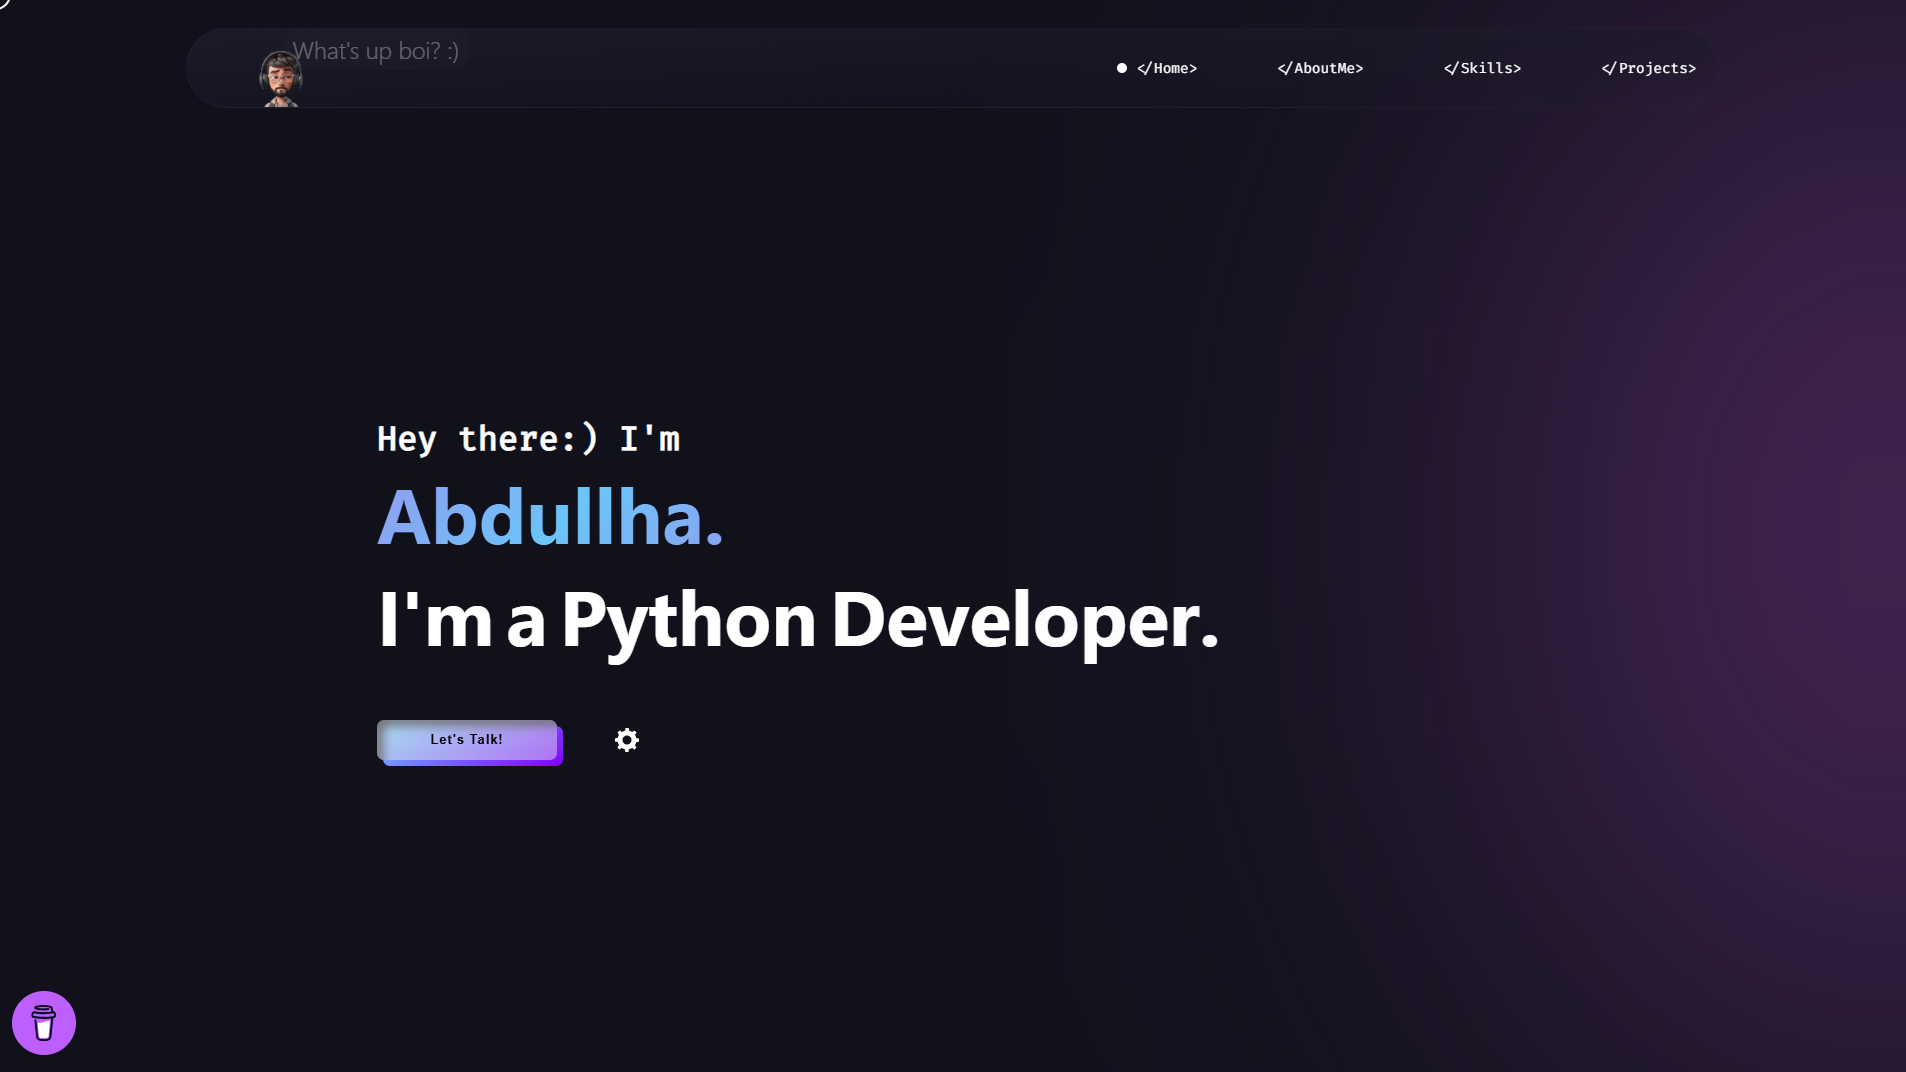 What's up boi? :)
</Home> </AboutMe> </Skills> </Projects>
Hey there:) I'm
Abdullha.
I'm a Python Developer.
Let's Talk!